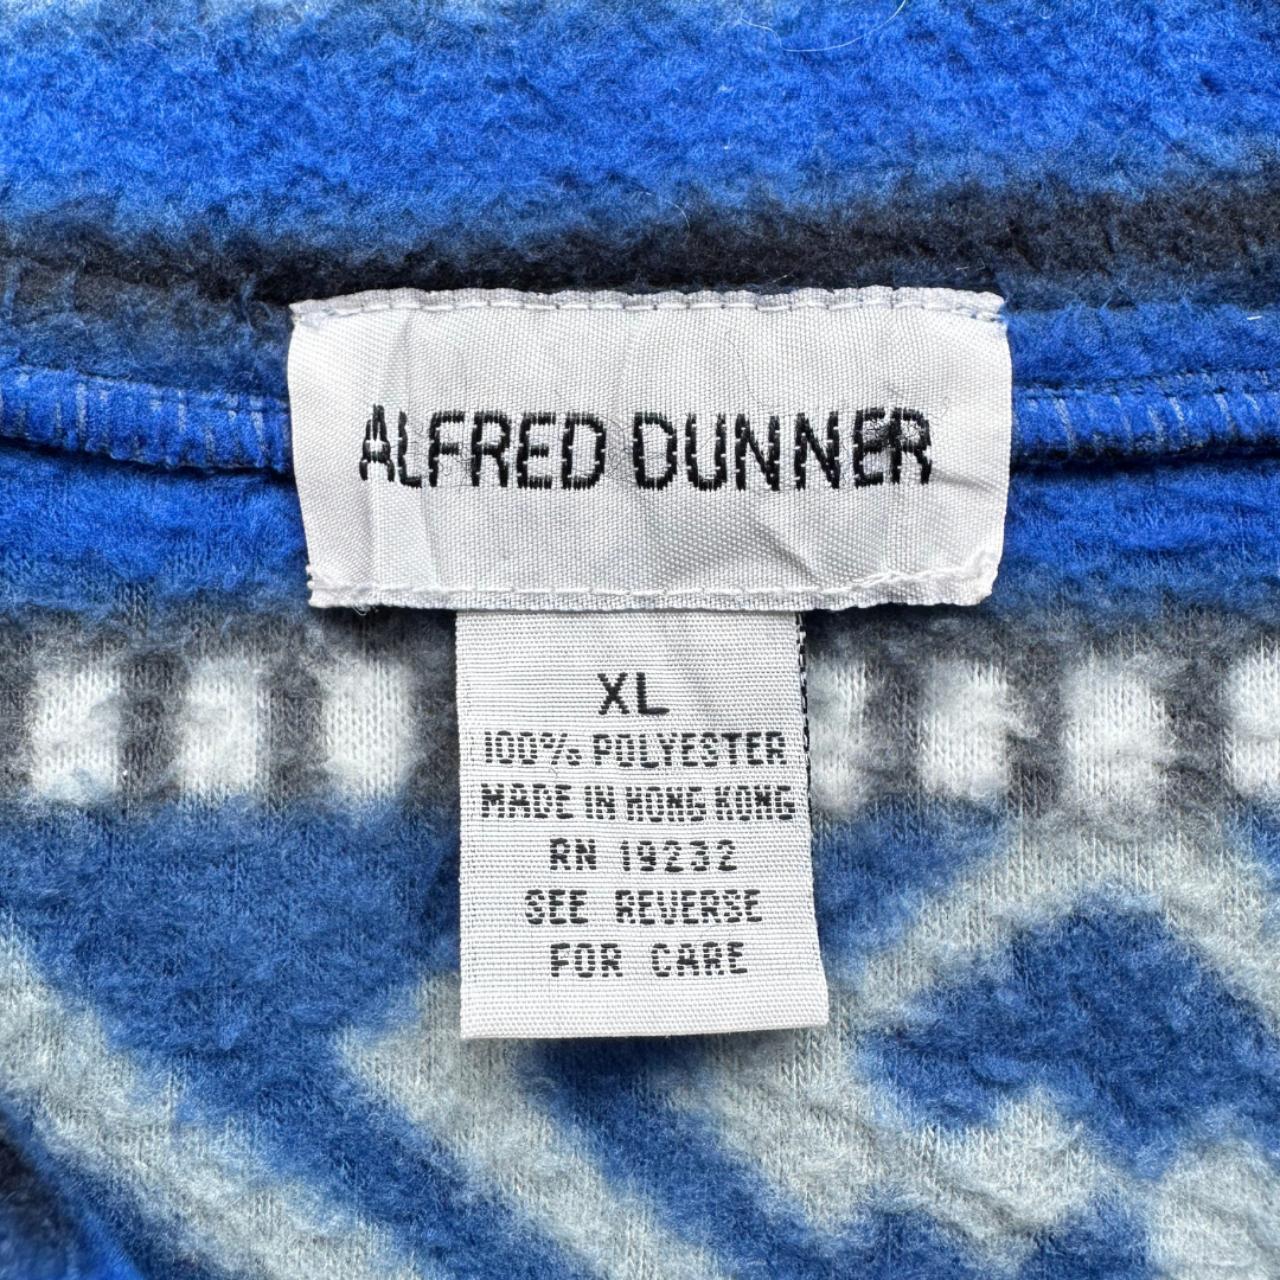 ALFRED DUNNER
XL
100% POLYESTER
MADE IN HONG KONG
RN 19232
SEE REVERSE
FOR CARE